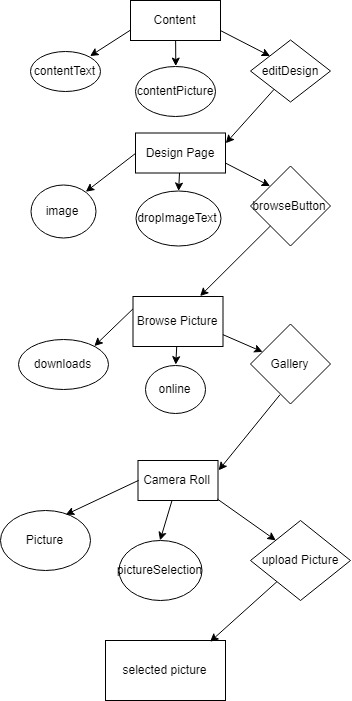 Content
contentText
contentPicture
editDesign
Design Page
image
dropImageText
browseButton
Browse Picture
downloads
online
Gallery
Camera Roll
Picture
pictureSelection
upload Picture
selected picture